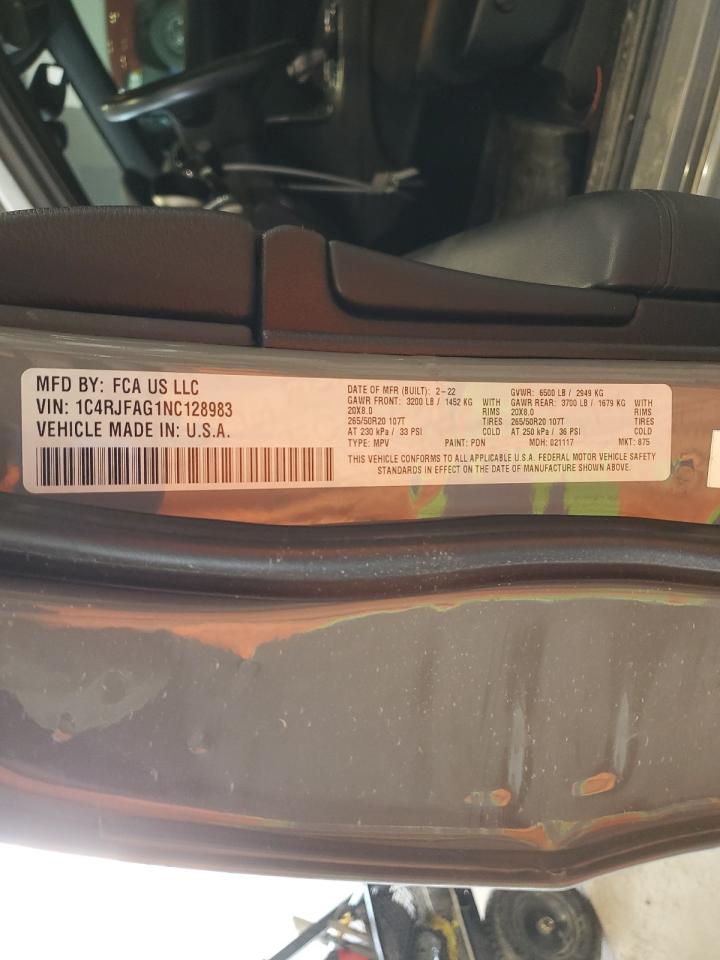 MFD BY: FCA US LLC
VIN: 1C4RJFAG1NC128983
VEHICLE MADE IN: U.S.A.
DATE OF MFR (BUILT): 2-22
GAWR FRONT: 3200 LB / 1452 KG WITH
20X8.0 RIMS
265/50R20 107T TIRES
AT 230 kPa / 33 PSI COLD
TYPE: MPV PAINT: PDN
GVWR: 6500 LB / 2949 KG
GAWR REAR: 3700 LB / 1679 KG WITH
20X8.0 RIMS
265/50R20 107T TIRES
AT 250 kPa / 36 PSI COLD
MDH: 021117 MKT: 875
THIS VEHICLE CONFORMS TO ALL APPLICABLE U.S.A. FEDERAL MOTOR VEHICLE SAFETY
STANDARDS IN EFFECT ON THE DATE OF MANUFACTURE SHOWN ABOVE.